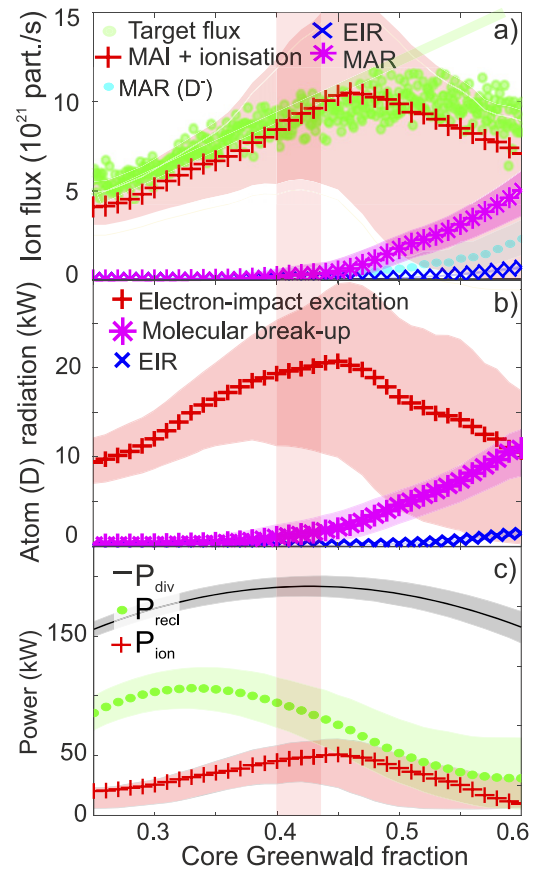 Target flux
EIR
a)
MAI + ionisation
MAR
MAR (D⁻)
Ion flux (10²¹ part./s)
15
10
5
0
Electron-impact excitation
b)
Molecular break-up
EIR
Atom (D) radiation (kW)
20
10
0
P_div
c)
P_recl
P_ion
Power (kW)
150
50
0
0.3
0.4
0.5
0.6
Core Greenwald fraction